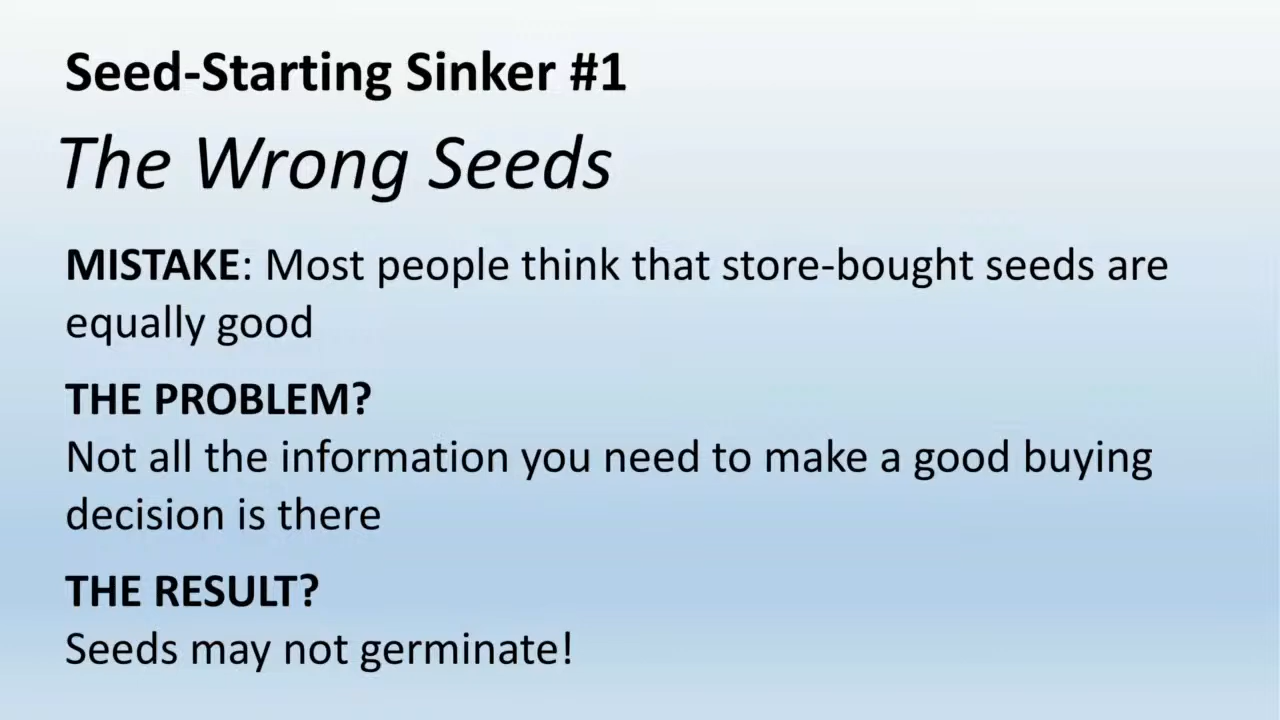 Seed-Starting Sinker #1
The Wrong Seeds
MISTAKE: Most people think that store-bought seeds are
equally good
THE PROBLEM?
Not all the information you need to make a good buying
decision is there
THE RESULT?
Seeds may not germinate!